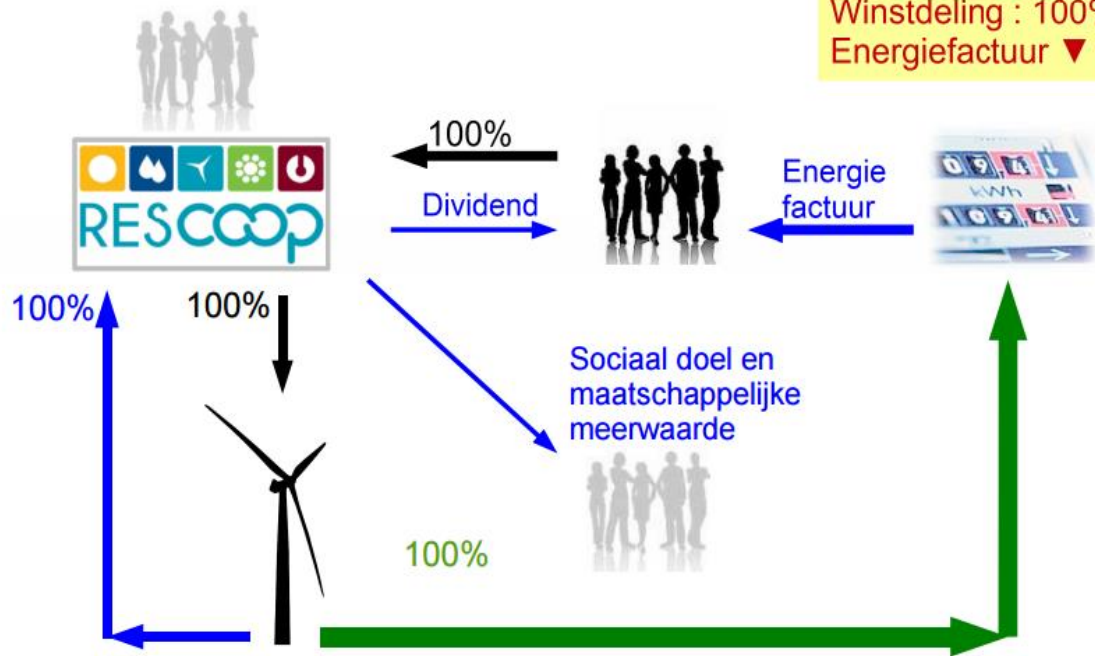 Winstdeling : 100%
Energiefactuur ▼
100%
RESCOOP
Dividend
Energie
factuur
kWh
100%
100%
Sociaal doel en
maatschappelijke
meerwaarde
100%